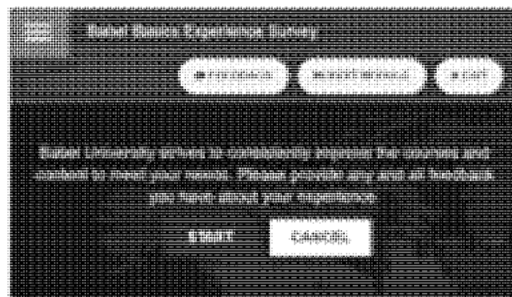 Babel Basics Experience Survey
Babel University strives to consistently improve the courses and
content to meet your needs. Please provide any and all feedback
you have about your experience.
START CANCEL